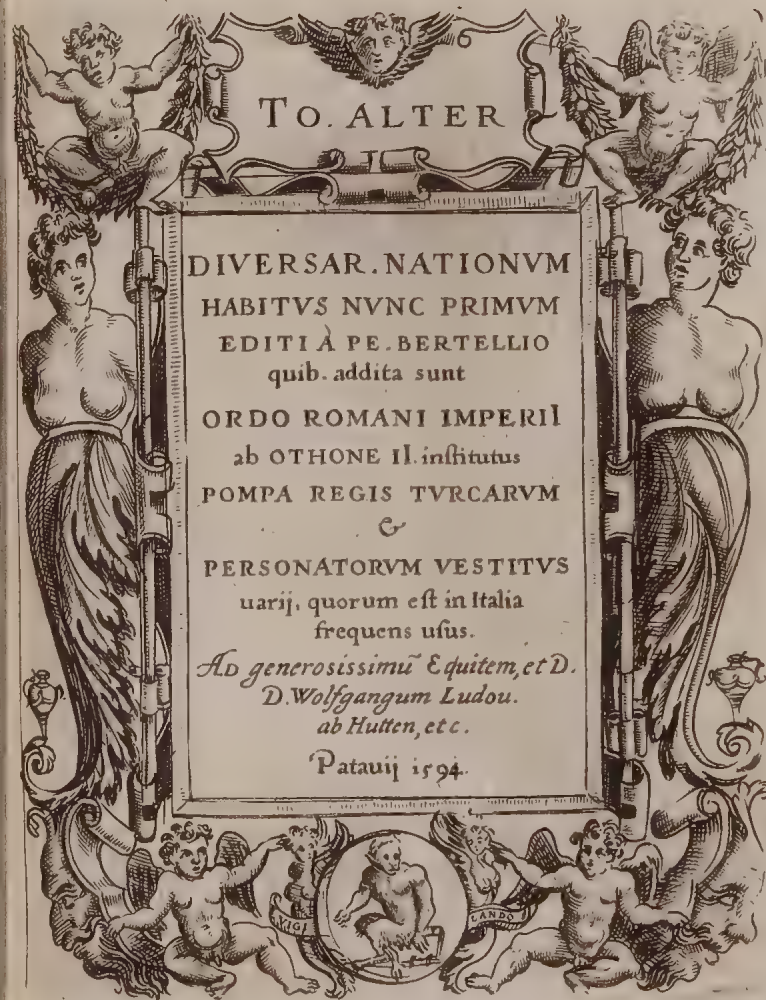 TO. ALTER
DIVERSAR. NATIONVM
HABITVS NVNC PRIMVM
EDITI À PE. BERTELLIO
quib. addita sunt
ORDO ROMANI IMPERII
ab OTHONE II. institutus
POMPA REGIS TVRCARVM
&
PERSONATORVM VESTITVS
uarij, quorum est in Italia
frequens usus.
AD generosissimū Equitem, et D.
D. Wolfgangum Ludou.
ab Hutten, etc.
Patauij 1594.
VIGI LANDO